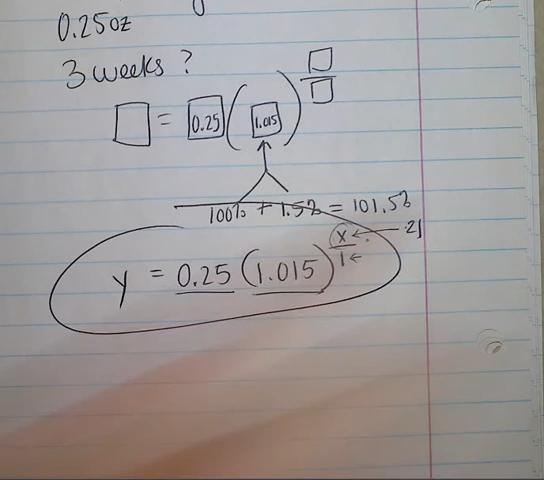 0.25oz
3 weeks ?
□ = 0.25 ( 1.015 ) □/□
100% + 1.5% = 101.5%
y = 0.25 (1.015) x/1 ← 21